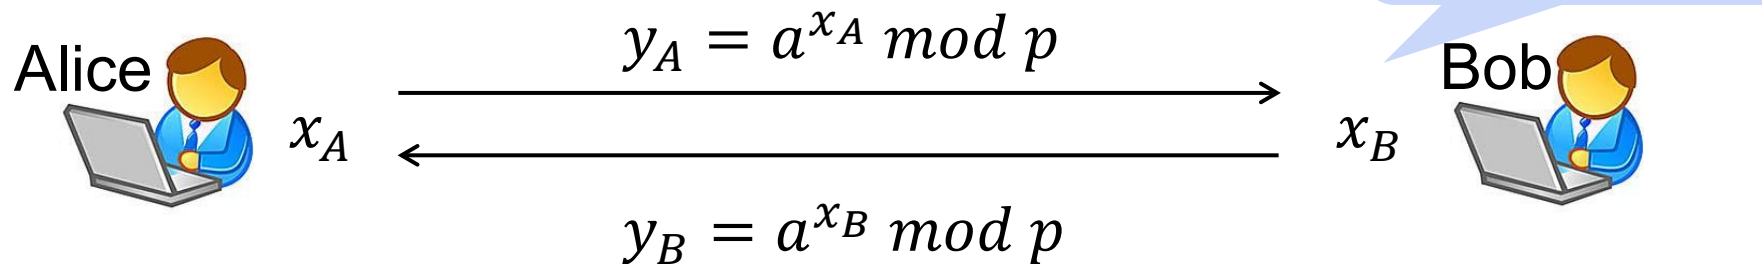 Alice
x_A
y_A = a^{x_A} mod p
y_B = a^{x_B} mod p
x_B
Bob